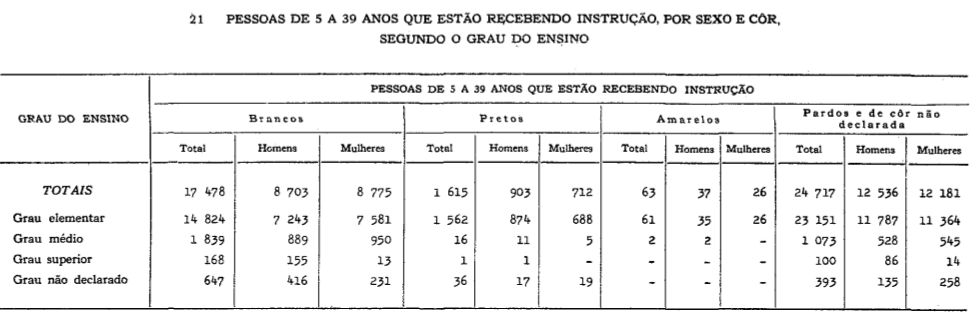 21 PESSOAS DE 5 A 39 ANOS QUE ESTÃO RECEBENDO INSTRUÇÃO, POR SEXO E CÔR,
SEGUNDO O GRAU DO ENSINO
PESSOAS DE 5 A 39 ANOS QUE ESTÃO RECEBENDO INSTRUÇÃO
GRAU DO ENSINO Brancos Pretos Amarelos Pardos e de côr não
declarada
Total Homens Mulheres Total Homens Mulheres Total Homens Mulheres Total Homens Mulheres
TOTAIS 17 478 8 703 8 775 1 615 903 712 63 37 26 24 717 12 536 12 181
Grau elementar 14 824 7 243 7 581 1 562 874 688 61 35 26 23 151 11 787 11 364
Grau médio 1 839 889 950 16 11 5 2 2 - 1 073 528 545
Grau superior 168 155 13 1 1 - - - - 100 86 14
Grau não declarado 647 416 231 36 17 19 - - - 393 135 258